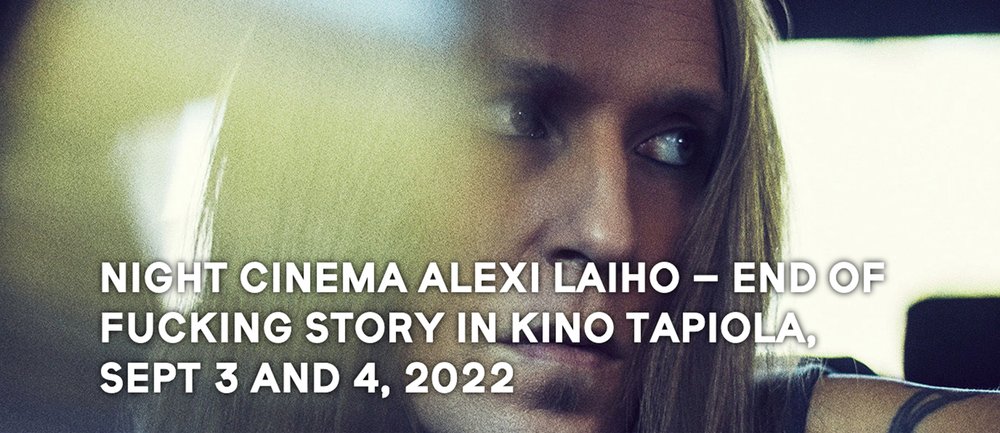 NIGHT CINEMA ALEXI LAIHO – END OF
FUCKING STORY IN KINO TAPIOLA,
SEPT 3 AND 4, 2022